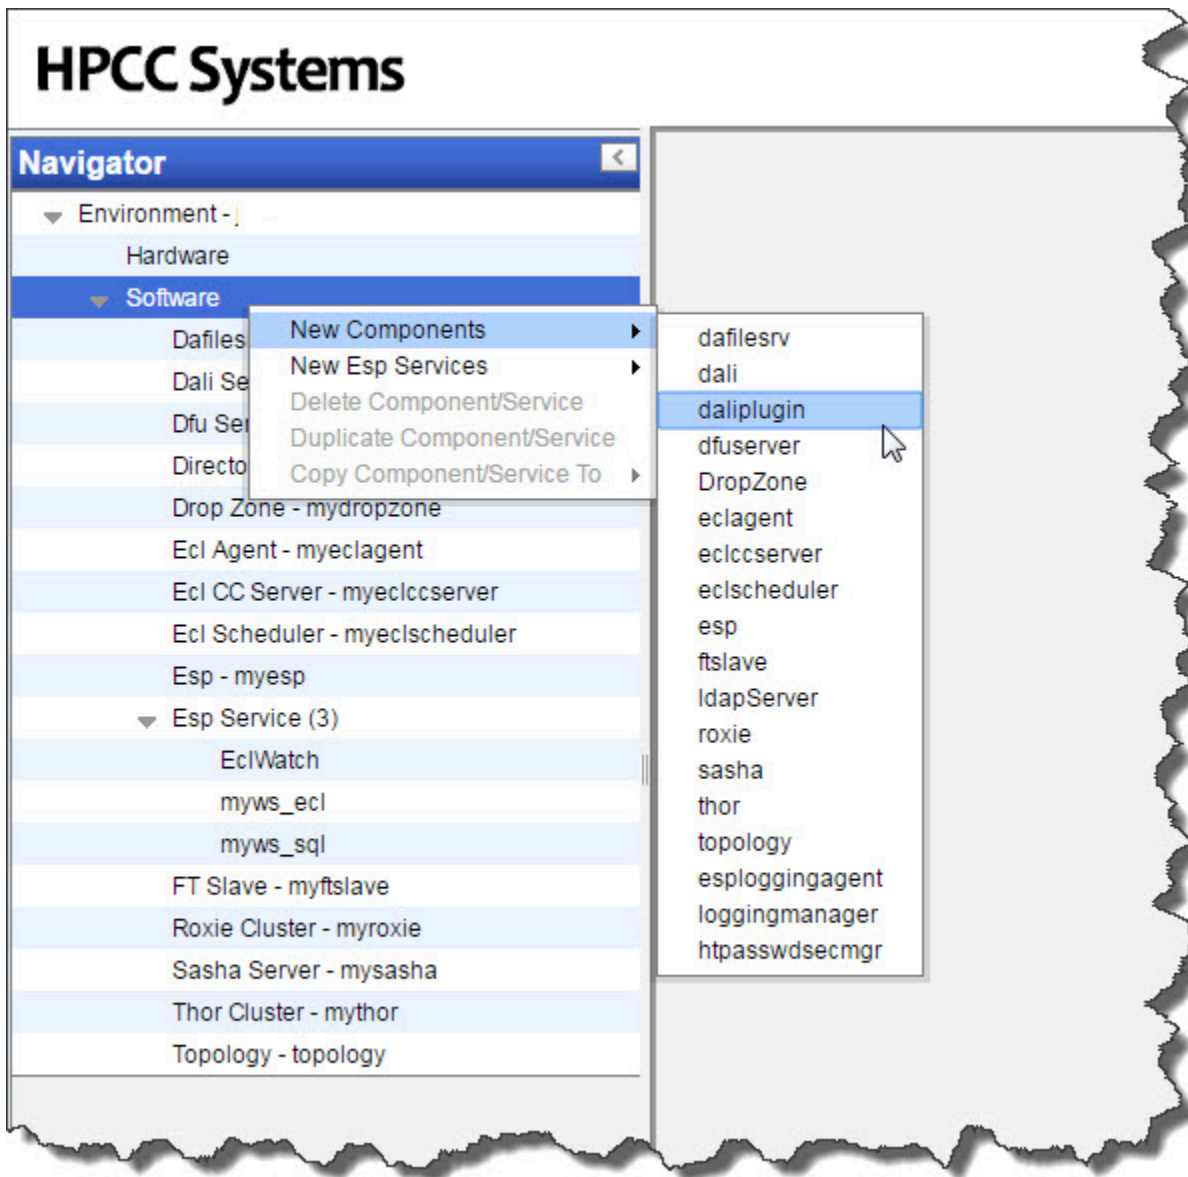 HPCC Systems
Navigator
Environment -
Hardware
Software
Dafiles
Dali Se
Dfu Ser
Directo
Drop Zone - mydropzone
Ecl Agent - myeclagent
Ecl CC Server - myeclccserver
Ecl Scheduler - myeclscheduler
Esp - myesp
Esp Service (3)
EclWatch
myws_ecl
myws_sql
FT Slave - myftslave
Roxie Cluster - myroxie
Sasha Server - mysasha
Thor Cluster - mythor
Topology - topology
New Components
New Esp Services
Delete Component/Service
Duplicate Component/Service
Copy Component/Service To
dafilesrv
dali
daliplugin
dfuserver
DropZone
eclagent
eclccserver
eclscheduler
esp
ftslave
ldapServer
roxie
sasha
thor
topology
esploggingagent
loggingmanager
htpasswdsecmgr